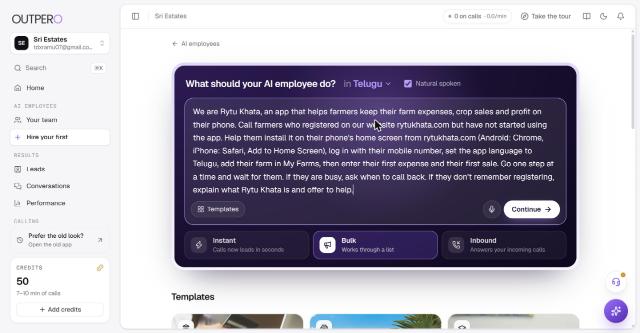 OUTPERO
Sri Estates
0 on calls · 0.0/min
Take the tour
SE
Sri Estates
Search
⌘K
Home
AI EMPLOYEES
Your team
Hire your first
RESULTS
Leads
Conversations
Performance
CALLING
Prefer the old look?
Open the old app
CREDITS
50
7–10 min of calls
+ Add credits
← AI employees
What should your AI employee do?
in Telugu
Natural spoken
We are Rytu Khata, an app that helps farmers keep their farm expenses, crop sales and profit on
their phone. Call farmers who registered on our website rytukhata.com but have not started using
the app. Help them install it on their phone's home screen from rytukhata.com (Android: Chrome,
iPhone: Safari, Add to Home Screen), log in with their mobile number, set the app language to
Telugu, add their farm in My Farms, then enter their first expense and their first sale. Go one step at
a time and wait for them. If they are busy, ask when to call back. If they don't remember registering,
explain what Rytu Khata is and offer to help.
Templates
Continue →
Instant
Calls new leads in seconds
Bulk
Works through a list
Inbound
Answers your incoming calls
Templates